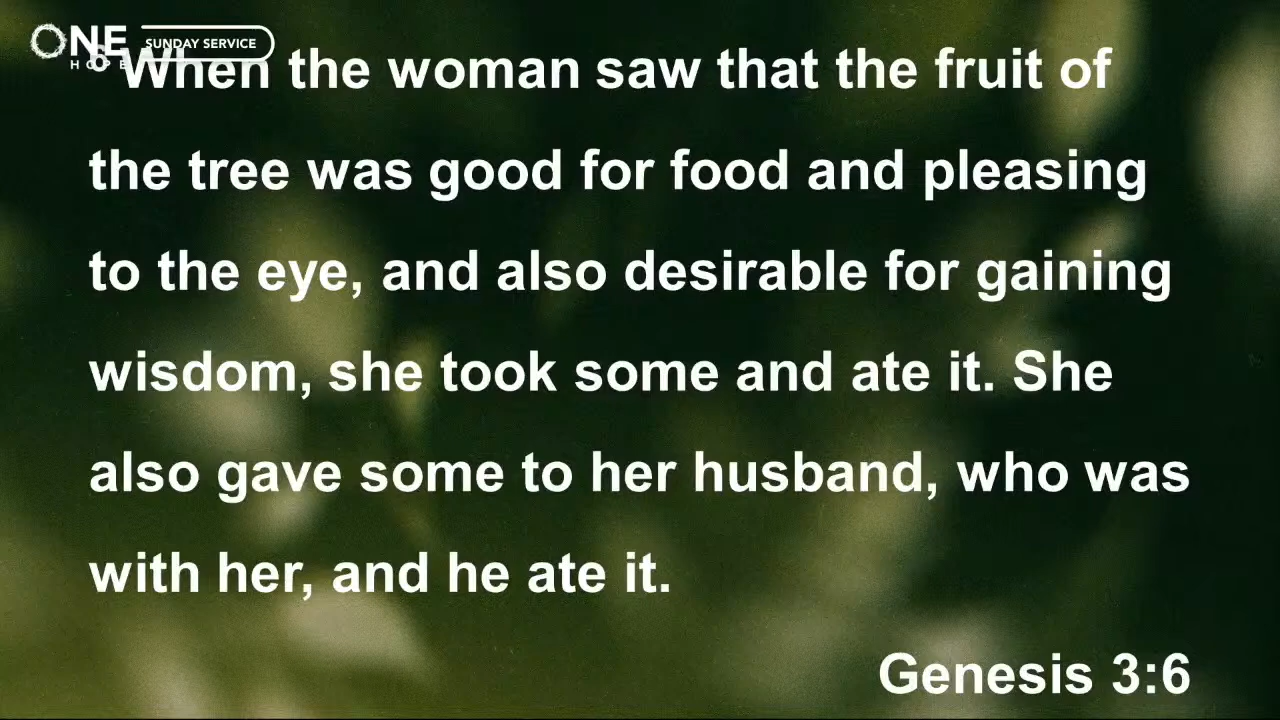 ONE
HOPE
SUNDAY SERVICE
6 When the woman saw that the fruit of
the tree was good for food and pleasing
to the eye, and also desirable for gaining
wisdom, she took some and ate it. She
also gave some to her husband, who was
with her, and he ate it.
Genesis 3:6